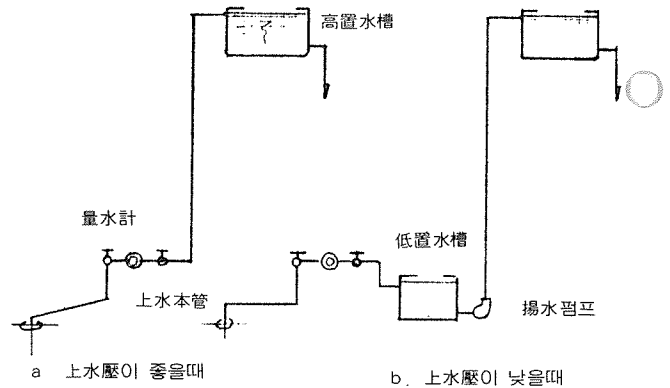 高置水槽
量水計
低置水槽
上水本管
揚水펌프
a 上水壓이 좋을때
b. 上水壓이 낮을때